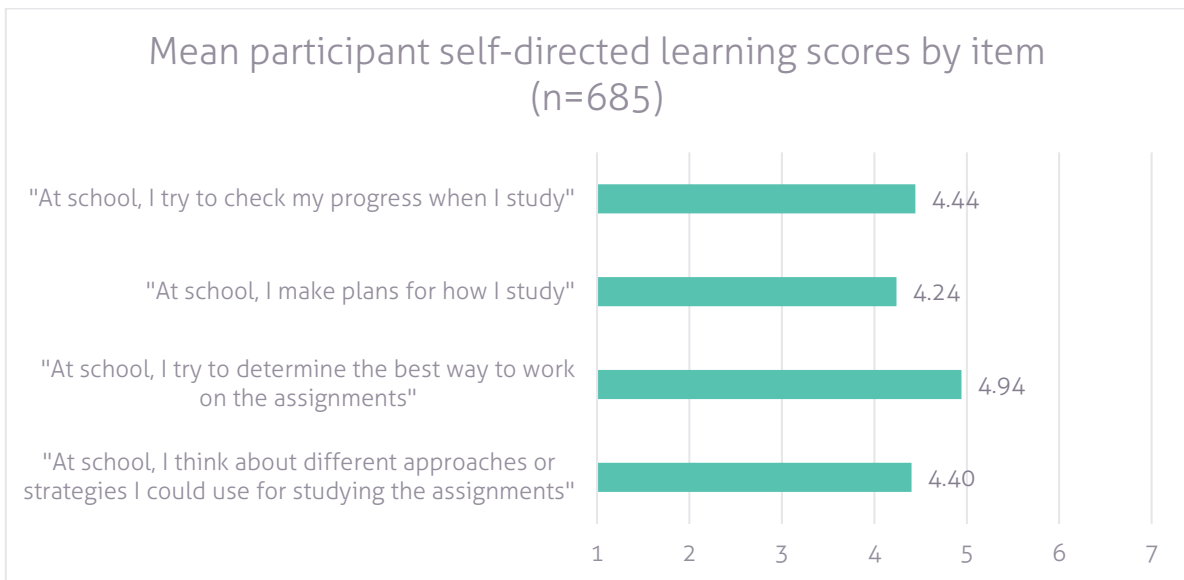 Mean participant self-directed learning scores by item
(n=685)
"At school, I try to check my progress when I study"
4.44
"At school, I make plans for how I study"
4.24
"At school, I try to determine the best way to work
on the assignments"
4.94
"At school, I think about different approaches or
strategies I could use for studying the assignments"
4.40
1 2 3 4 5 6 7